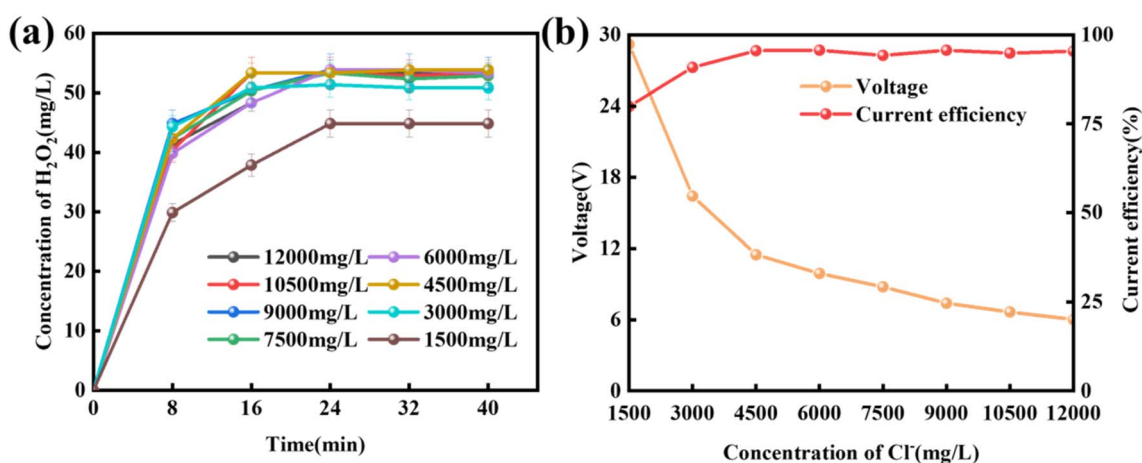 (a)
Concentration of H₂O₂(mg/L)
60
50
40
30
20
10
0
0 8 16 24 32 40
Time(min)
12000mg/L 6000mg/L
10500mg/L 4500mg/L
9000mg/L 3000mg/L
7500mg/L 1500mg/L
(b)
Voltage(V)
30
24
18
12
6
0
Voltage
Current efficiency
100
75
50
25
0
Current efficiency(%)
1500 3000 4500 6000 7500 9000 10500 12000
Concentration of Cl⁻(mg/L)